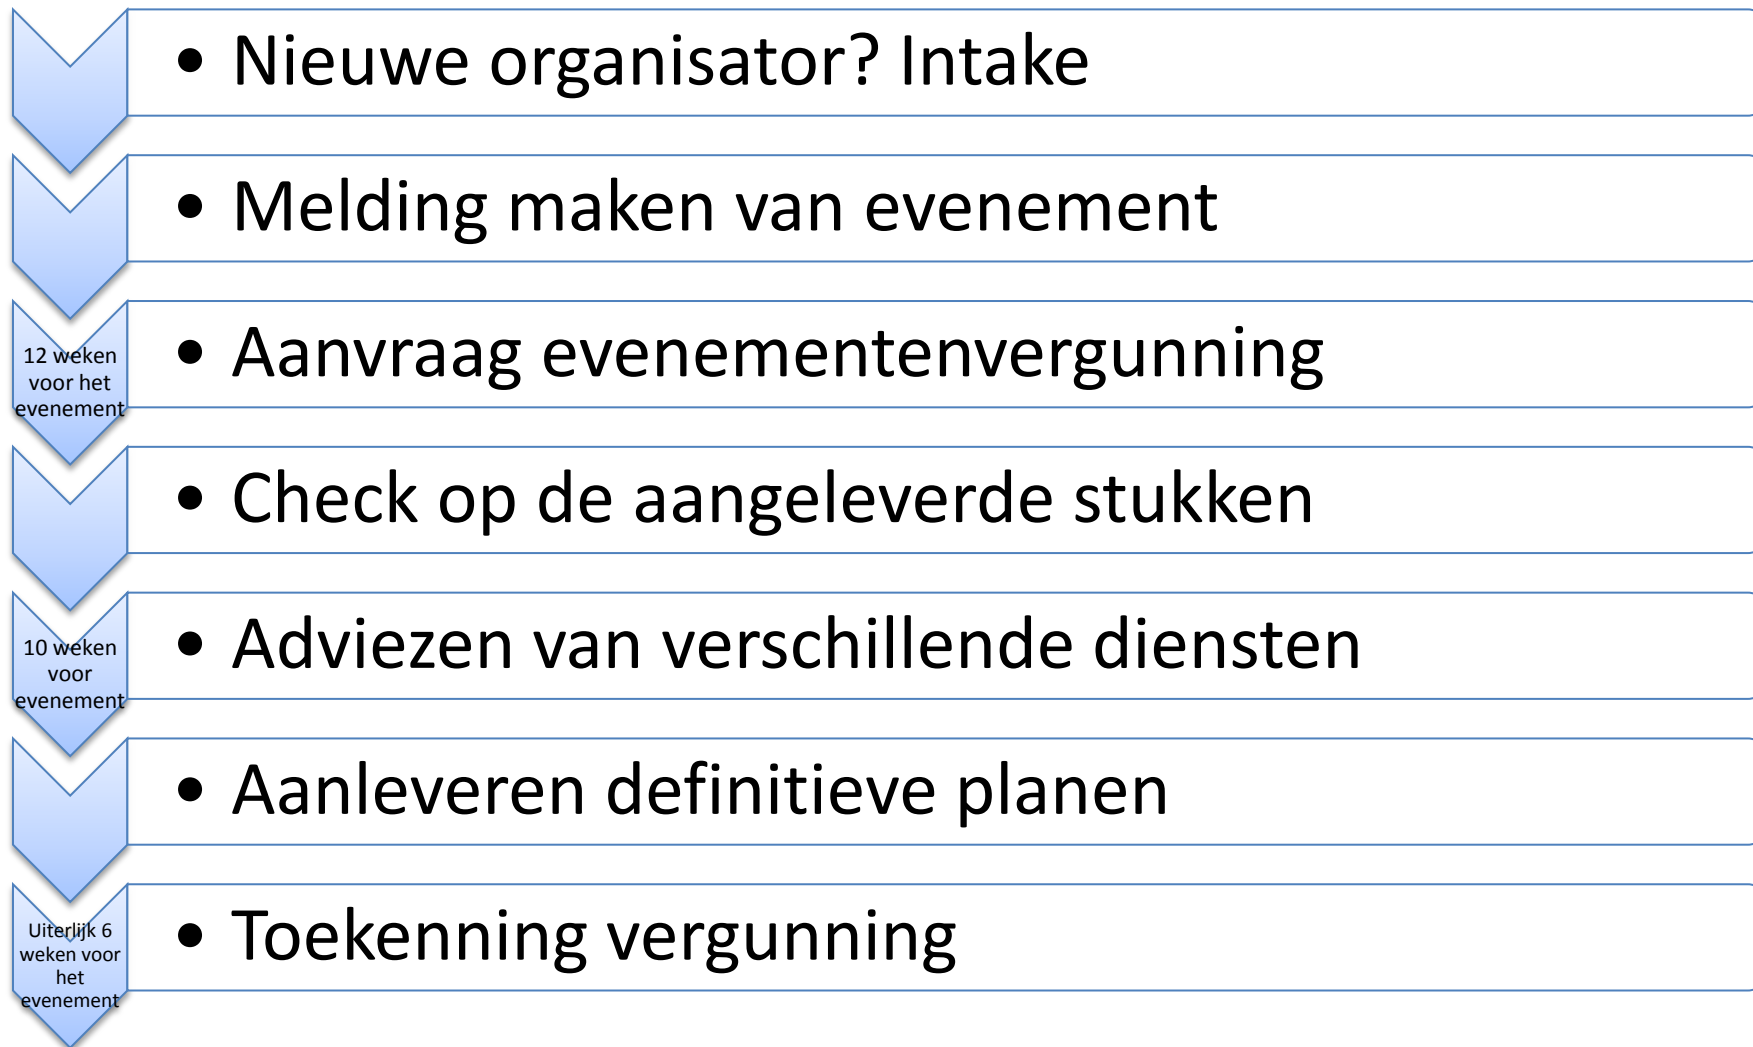 • Nieuwe organisator? Intake
• Melding maken van evenement
12 weken
voor het
evenement
• Aanvraag evenementenvergunning
• Check op de aangeleverde stukken
10 weken
voor
evenement
• Adviezen van verschillende diensten
• Aanleveren definitieve planen
Uiterlijk 6
weken voor
het
evenement
• Toekenning vergunning